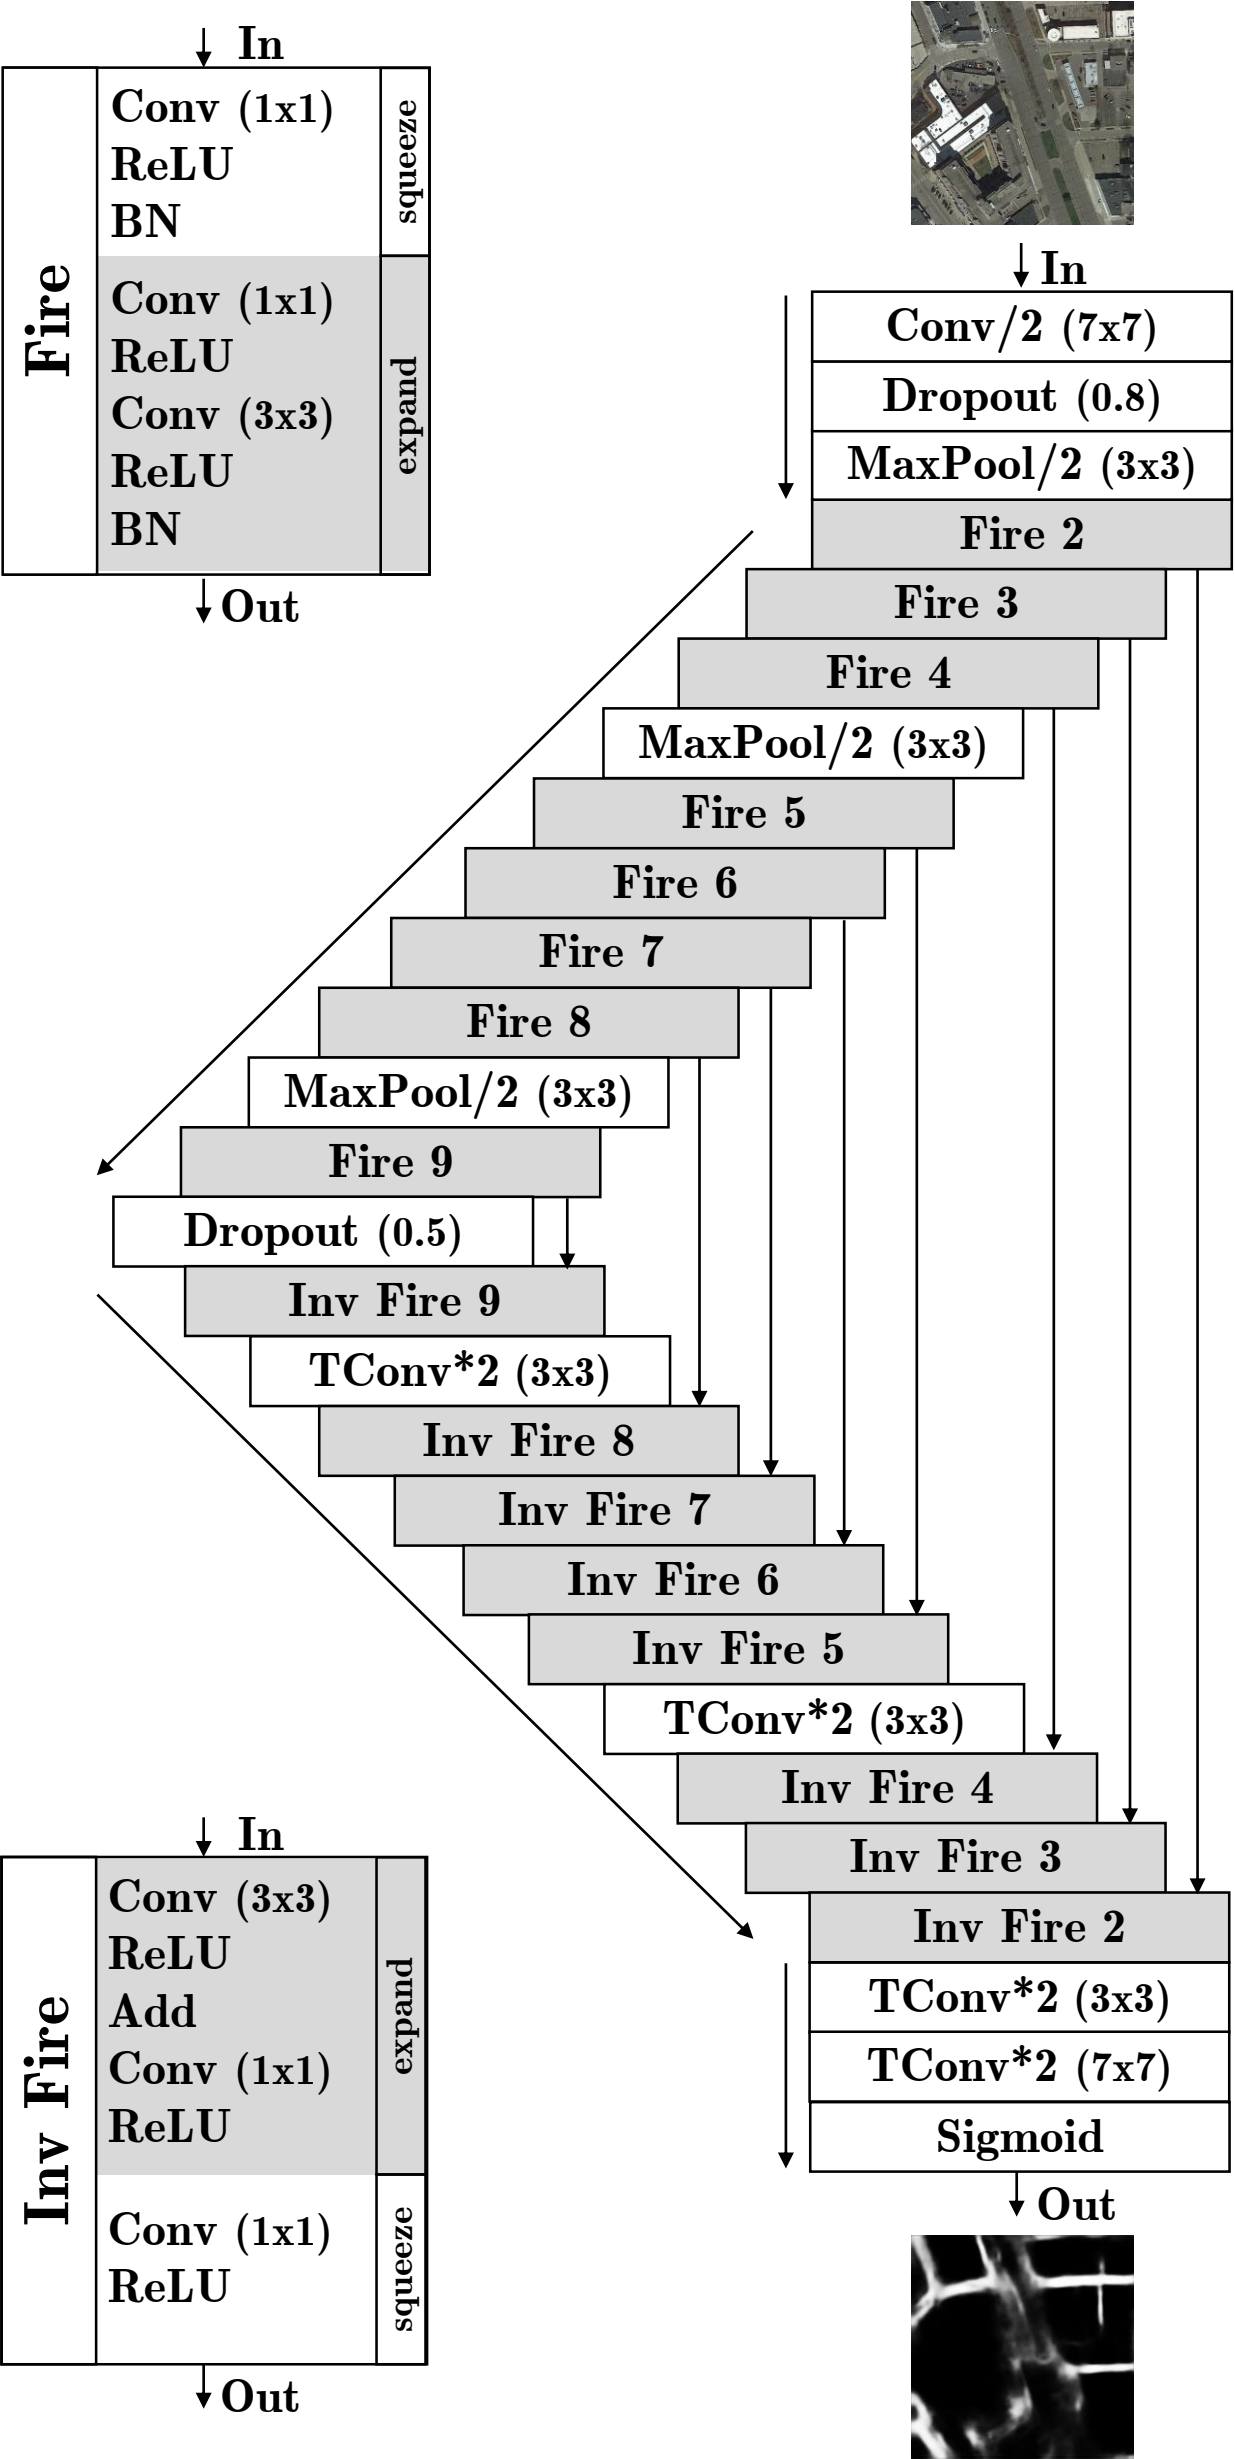 In
Fire
Conv (1x1)
ReLU
BN
squeeze
Conv (1x1)
ReLU
Conv (3x3)
ReLU
BN
expand
Out
In
Conv/2 (7x7)
Dropout (0.8)
MaxPool/2 (3x3)
Fire 2
Fire 3
Fire 4
MaxPool/2 (3x3)
Fire 5
Fire 6
Fire 7
Fire 8
MaxPool/2 (3x3)
Fire 9
Dropout (0.5)
Inv Fire 9
TConv*2 (3x3)
Inv Fire 8
Inv Fire 7
Inv Fire 6
Inv Fire 5
TConv*2 (3x3)
Inv Fire 4
Inv Fire 3
Inv Fire 2
TConv*2 (3x3)
TConv*2 (7x7)
Sigmoid
Out
In
Inv Fire
Conv (3x3)
ReLU
Add
Conv (1x1)
ReLU
expand
Conv (1x1)
ReLU
squeeze
Out